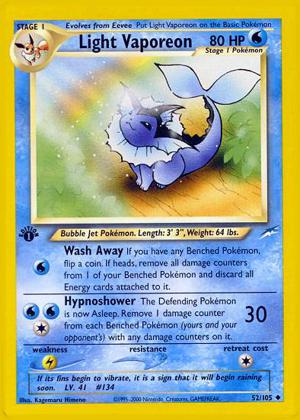 STAGE 1
Evolves from Eevee Put Light Vaporeon on the Basic Pokémon
Light Vaporeon 80 HP
Stage 1 Pokémon
Bubble Jet Pokémon. Length: 3' 3", Weight: 64 lbs.
EDITION
1
Wash Away If you have any Benched Pokémon,
flip a coin. If heads, remove all damage counters
from 1 of your Benched Pokémon and discard all
Energy cards attached to it.
Hypnoshower The Defending Pokémon
is now Asleep. Remove 1 damage counter
from each Benched Pokémon (yours and your
opponent's) with any on it.
30
weakness resistance retreat cost
If its fins begin to vibrate, it is a sign that it will begin raining
soon. LV. 41 #134
Illus. Kagemaru Himeno ©1995-2000 Nintendo, Creatures, GAMEFREAK. 52/105